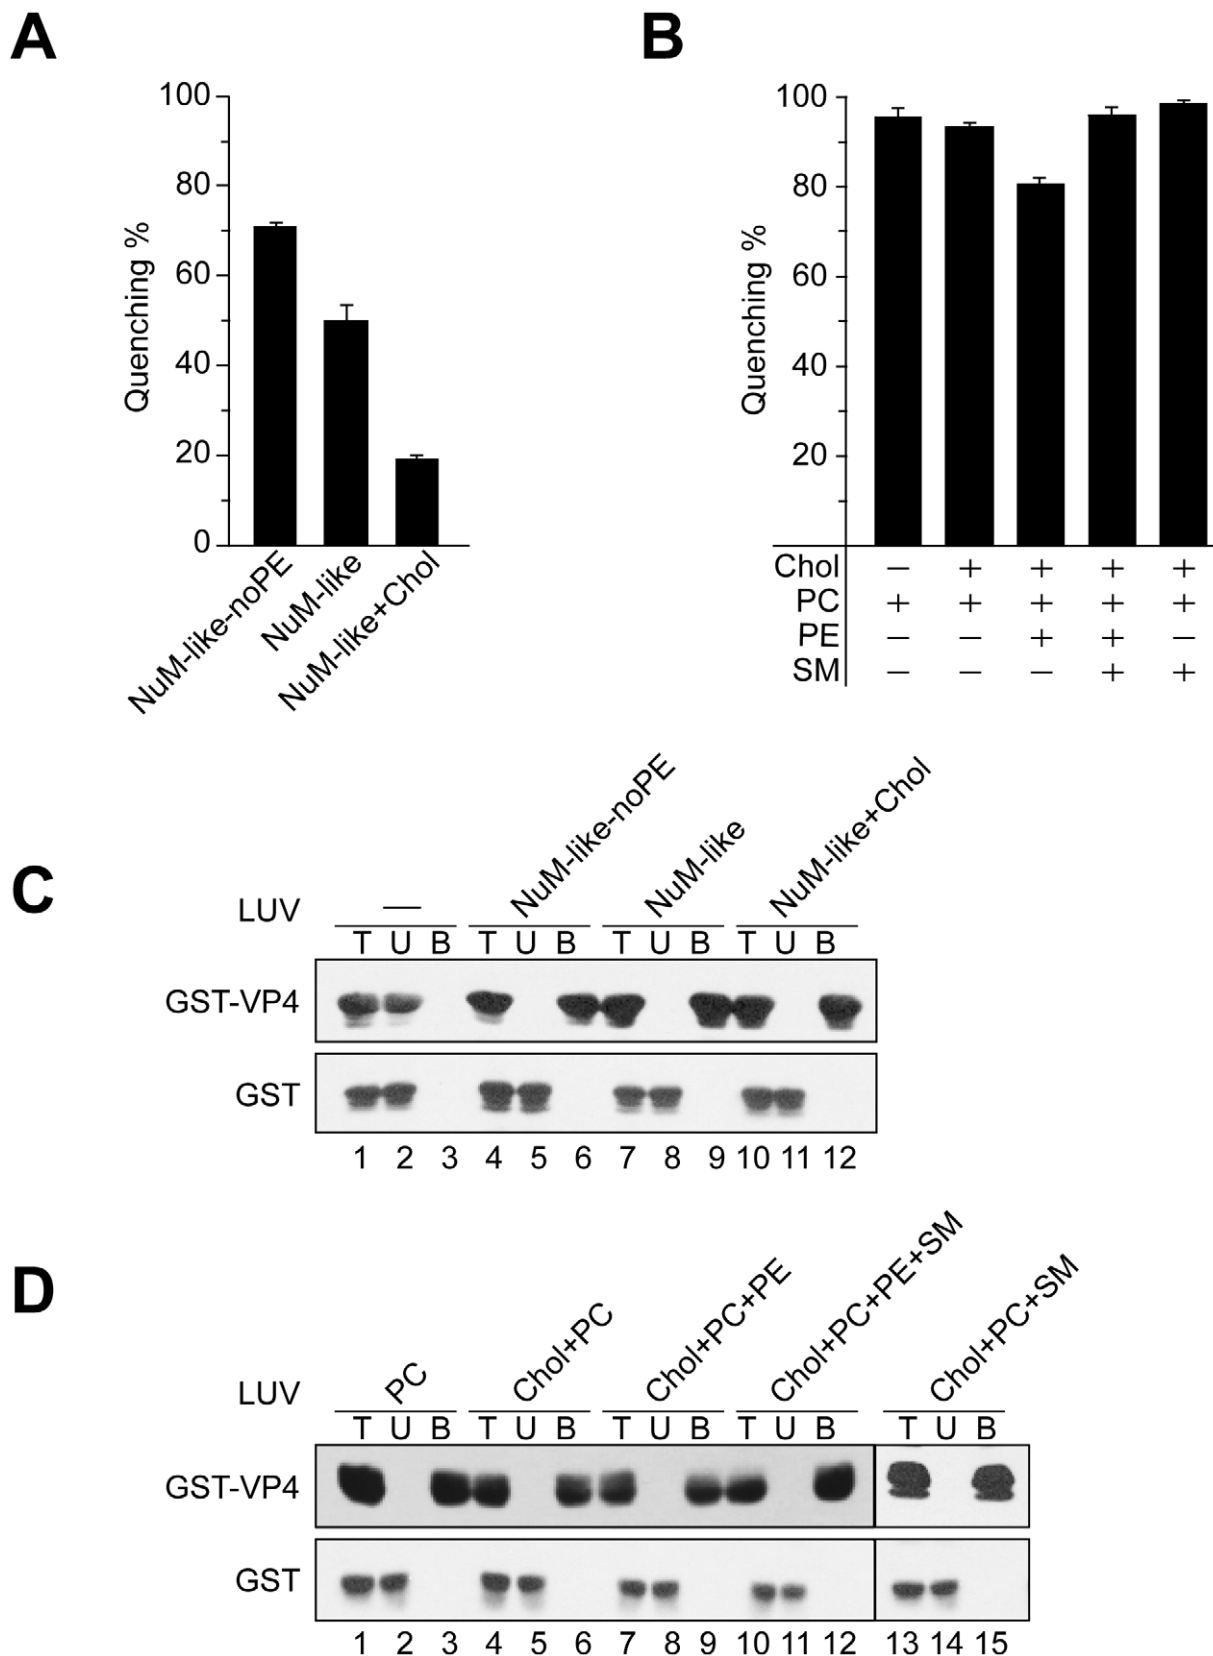 A
B
100
80
60
40
20
0
Quenching %
NuM-like-noPE
NuM-like
NuM-like+Chol
100
80
60
40
20
Quenching %
Chol − + + + +
PC + + + + +
PE − − + + −
SM − − − + +
C
LUV — NuM-like-noPE NuM-like NuM-like+Chol
T U B T U B T U B T U B
GST-VP4
GST
1 2 3 4 5 6 7 8 9 10 11 12
D
LUV PC Chol+PC Chol+PC+PE Chol+PC+PE+SM Chol+PC+SM
T U B T U B T U B T U B T U B
GST-VP4
GST
1 2 3 4 5 6 7 8 9 10 11 12 13 14 15